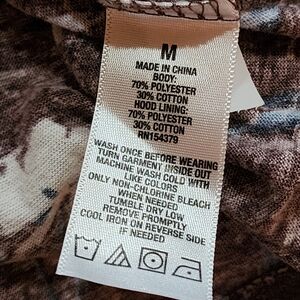 M
MADE IN CHINA
BODY:
70% POLYESTER
30% COTTON
HOOD LINING:
70% POLYESTER
30% COTTON
RN154379
WASH ONCE BEFORE WEARING
TURN GARMENT INSIDE OUT
MACHINE WASH COLD WITH
LIKE COLORS
ONLY NON-CHLORINE BLEACH
WHEN NEEDED
TUMBLE DRY LOW
REMOVE PROMPTLY
COOL IRON ON REVERSE SIDE
IF NEEDED